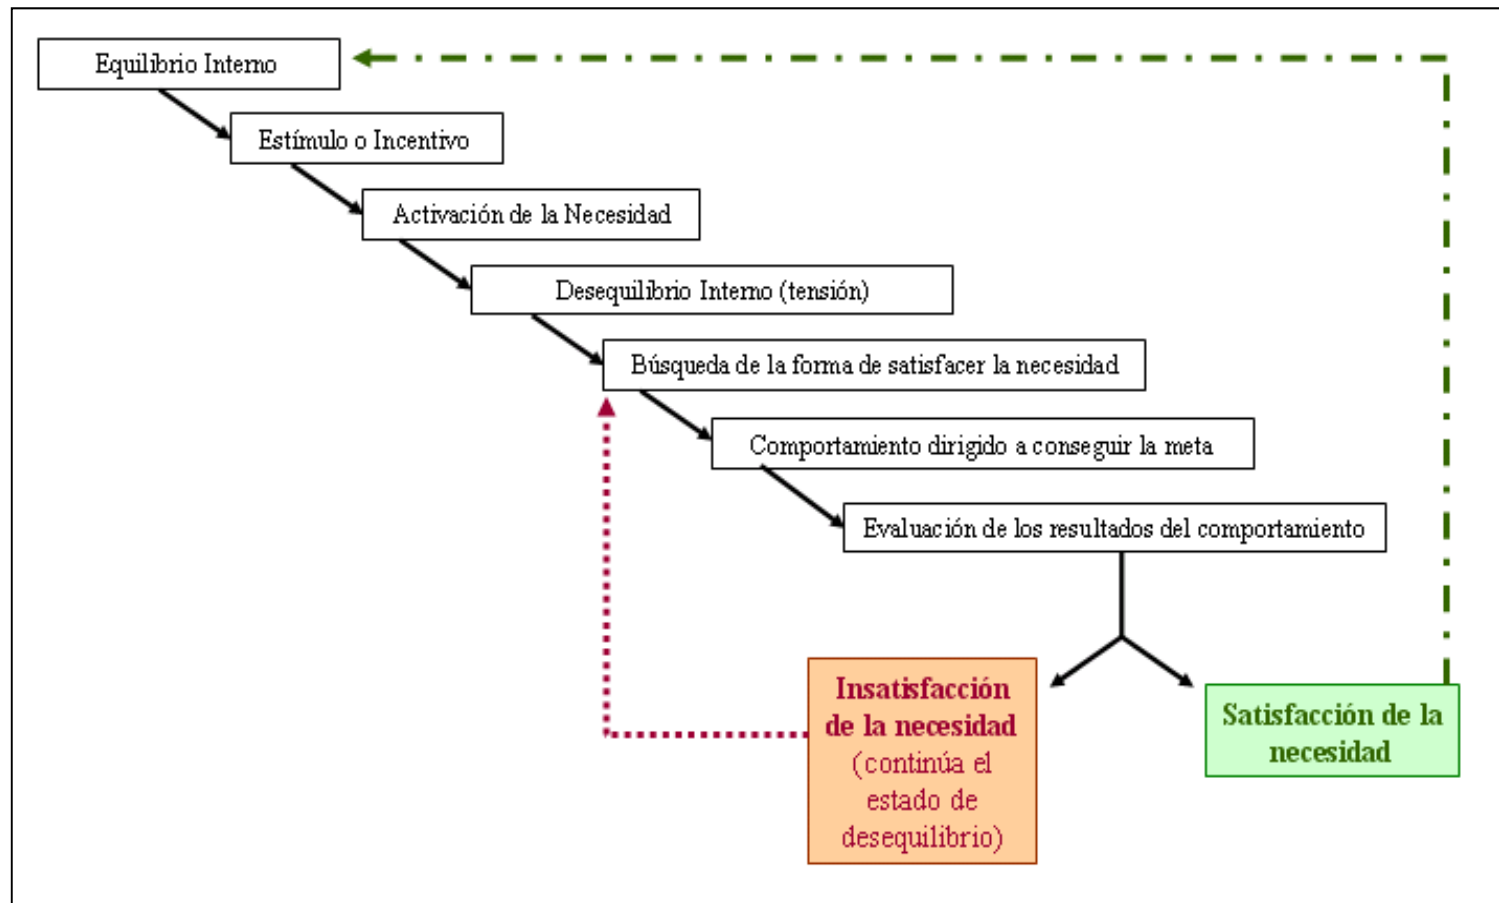 Equilibrio Interno
Estímulo o Incentivo
Activación de la Necesidad
Desequilibrio Interno (tensión)
Búsqueda de la forma de satisfacer la necesidad
Comportamiento dirigido a conseguir la meta
Evaluación de los resultados del comportamiento
Insatisfacción
de la necesidad
(continúa el
estado de
desequilibrio)
Satisfacción de la
necesidad